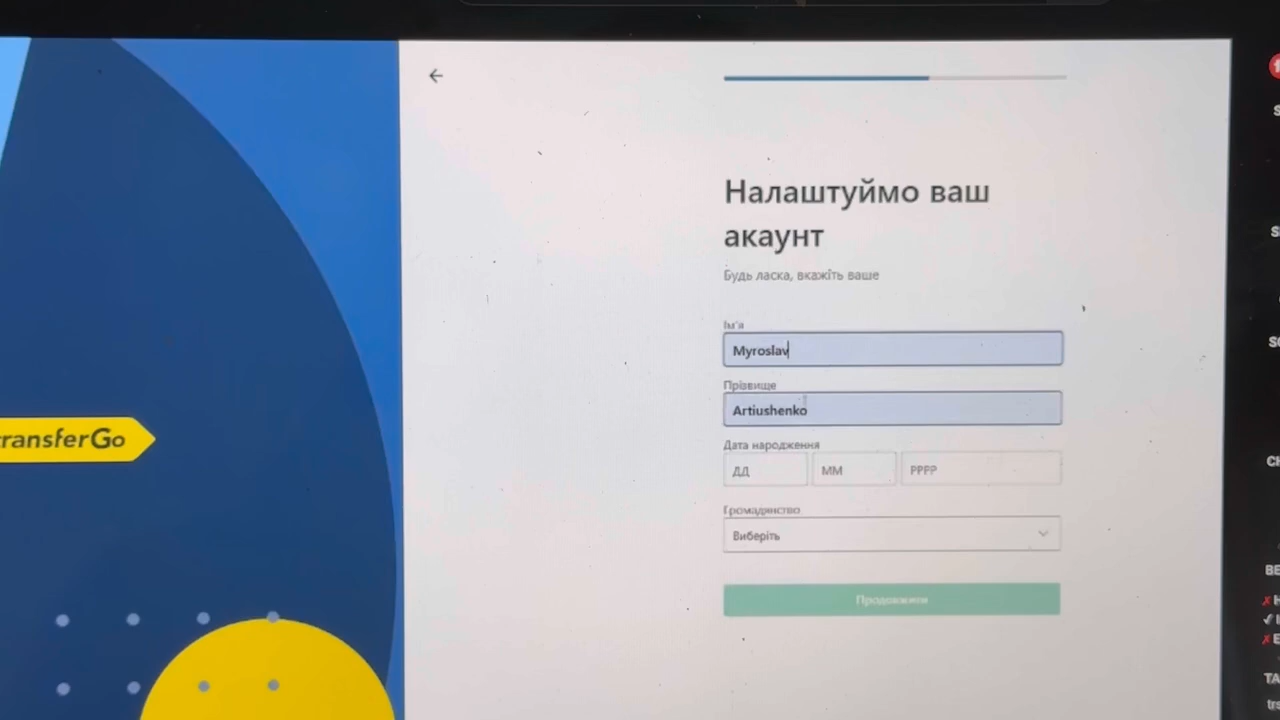 Налаштуймо ваш
акаунт
Будь ласка, вкажіть ваше
Ім'я
Myroslav
Прізвище
Artiushenko
Дата народження
ДД
ММ
РРРР
Громадянство
Виберіть
Продовжити
transferGo